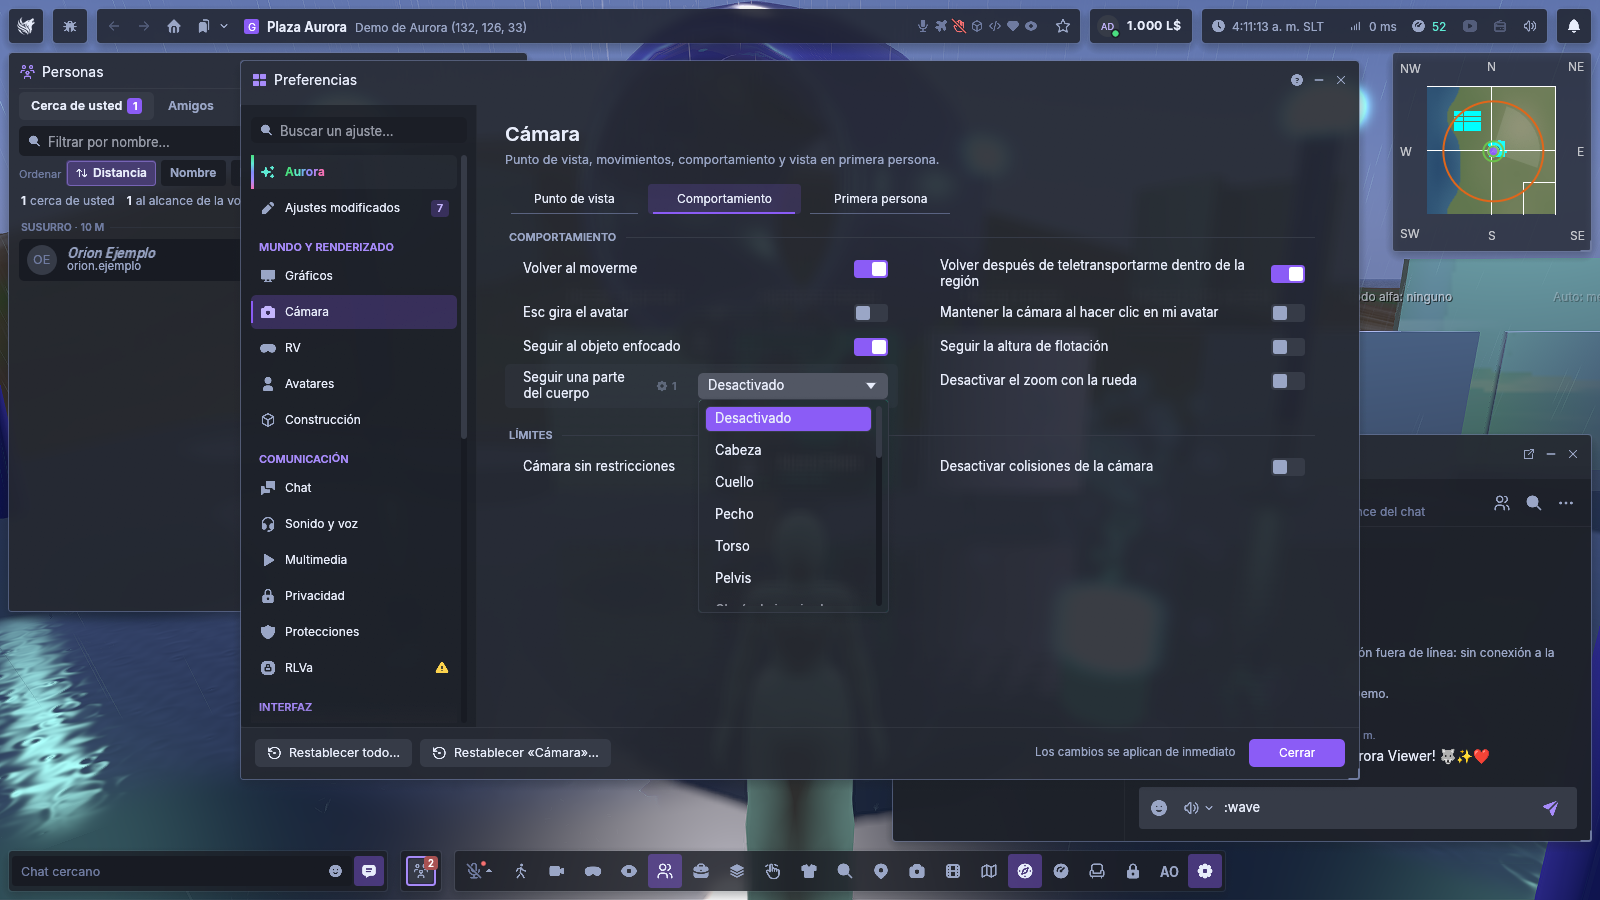 Plaza Aurora
Demo de Aurora (132, 126, 33)
AD
1.000 L$
4:11:13 a. m. SLT
0 ms
52
Personas
Cerca de usted 1
Amigos
Filtrar por nombre...
Ordenar
Distancia
Nombre
1 cerca de usted
1 al alcance de la vo
SUSURRO · 10 M
OE
Orion Ejemplo
orion.ejemplo
Preferencias
Buscar un ajuste...
Aurora
Ajustes modificados
7
MUNDO Y RENDERIZADO
Gráficos
Cámara
RV
Avatares
Construcción
COMUNICACIÓN
Chat
Sonido y voz
Multimedia
Privacidad
Protecciones
RLVa
INTERFAZ
Cámara
Punto de vista, movimientos, comportamiento y vista en primera persona.
Punto de vista
Comportamiento
Primera persona
COMPORTAMIENTO
Volver al moverme
Volver después de teletransportarme dentro de la
región
Esc gira el avatar
Mantener la cámara al hacer clic en mi avatar
Seguir al objeto enfocado
Seguir la altura de flotación
Seguir una parte
del cuerpo
1
Desactivado
Desactivar el zoom con la rueda
Desactivado
Cabeza
Cuello
Pecho
Torso
Pelvis
LÍMITES
Cámara sin restricciones
Desactivar colisiones de la cámara
Restablecer todo...
Restablecer «Cámara»...
Los cambios se aplican de inmediato
Cerrar
NW
N
NE
W
E
SW
S
SE
do alfa: ninguno
Auto: m
nce del chat
ón fuera de línea: sin conexión a la
emo.
m.
rora Viewer! 🐺✨❤️
:wave
Chat cercano
2
AO